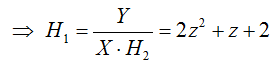 ⇒ H₁ = Y / (X · H₂) = 2z² + z + 2